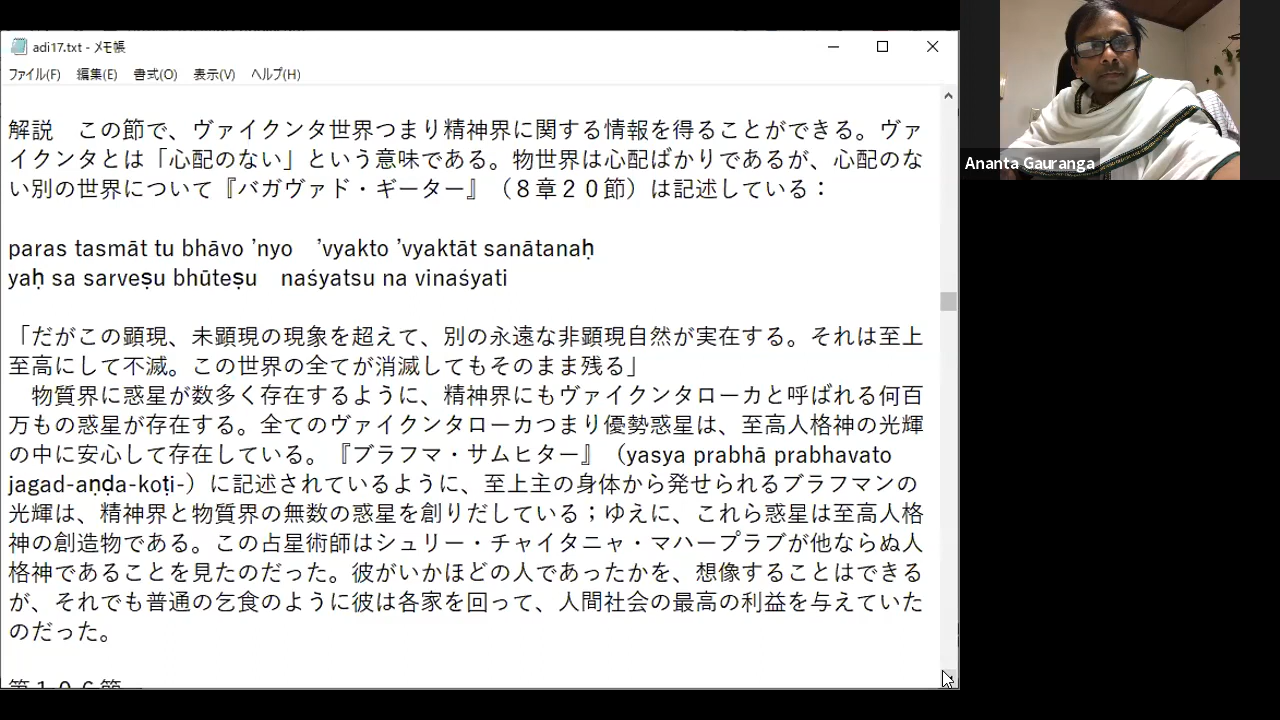 adi17.txt - メモ帳
ファイル(F) 編集(E) 書式(O) 表示(V) ヘルプ(H)
解説　この節で、ヴァイクンタ世界つまり精神界に関する情報を得ることができる。ヴァ
イクンタとは「心配のない」という意味である。物世界は心配ばかりであるが、心配のな
い別の世界について『バガヴァド・ギーター』（８章２０節）は記述している：
paras tasmāt tu bhāvo ’nyo　’vyakto ’vyaktāt sanātanaḥ
yaḥ sa sarveṣu bhūteṣu　naśyatsu na vinaśyati
「だがこの顕現、未顕現の現象を超えて、別の永遠な非顕現自然が実在する。それは至上
至高にして不滅。この世界の全てが消滅してもそのまま残る」
　物質界に惑星が数多く存在するように、精神界にもヴァイクンタローカと呼ばれる何百
万もの惑星が存在する。全てのヴァイクンタローカつまり優勢惑星は、至高人格神の光輝
の中に安心して存在している。『ブラフマ・サムヒター』（yasya prabhā prabhavato
jagad-aṇḍa-koṭi-）に記述されているように、至上主の身体から発せられるブラフマンの
光輝は、精神界と物質界の無数の惑星を創りだしている；ゆえに、これら惑星は至高人格
神の創造物である。この占星術師はシュリー・チャイタニャ・マハープラブが他ならぬ人
格神であることを見たのだった。彼がいかほどの人であったかを、想像することはできる
が、それでも普通の乞食のように彼は各家を回って、人間社会の最高の利益を与えていた
のだった。
第１０６節
Ananta Gauranga